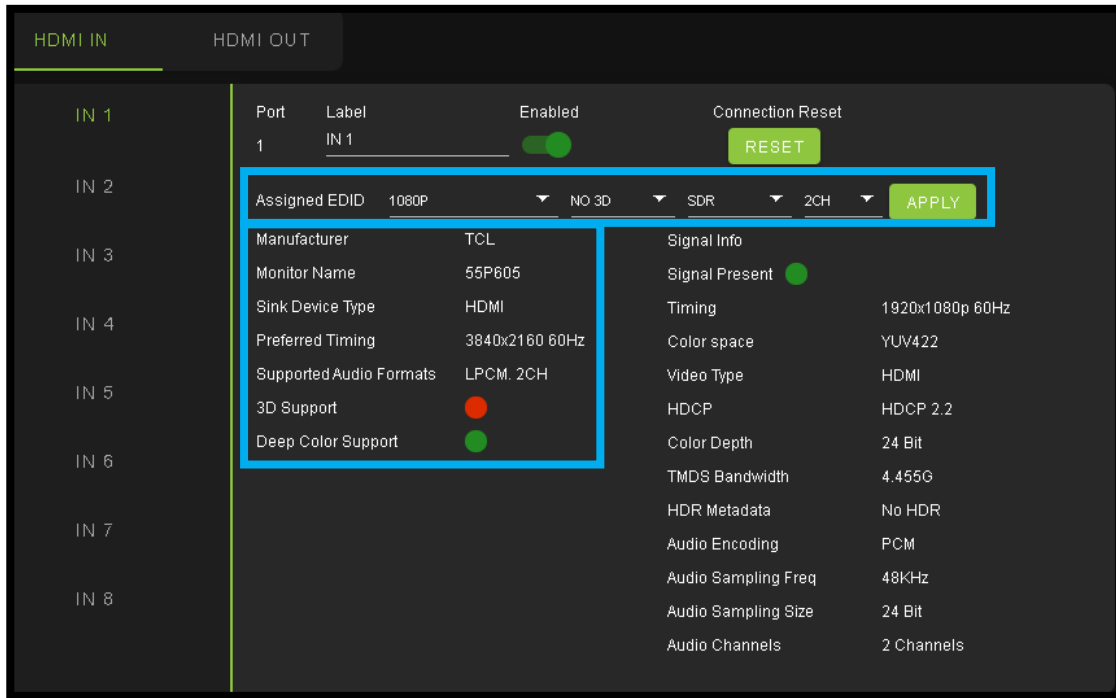 HDMI IN
HDMI OUT
IN 1
IN 2
IN 3
IN 4
IN 5
IN 6
IN 7
IN 8
Port Label Enabled Connection Reset
1 IN 1 RESET
Assigned EDID 1080P NO 3D SDR 2CH APPLY
Manufacturer TCL
Monitor Name 55P605
Sink Device Type HDMI
Preferred Timing 3840x2160 60Hz
Supported Audio Formats LPCM. 2CH
3D Support
Deep Color Support
Signal Info
Signal Present
Timing 1920x1080p 60Hz
Color space YUV422
Video Type HDMI
HDCP HDCP 2.2
Color Depth 24 Bit
TMDS Bandwidth 4.455G
HDR Metadata No HDR
Audio Encoding PCM
Audio Sampling Freq 48KHz
Audio Sampling Size 24 Bit
Audio Channels 2 Channels